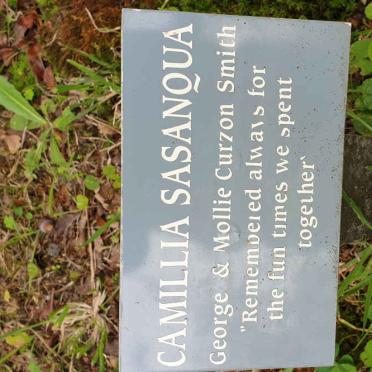 CAMILLIA SASANQUA
George & Mollie Curzon Smith
"Remembered always for
the fun times we spent
together"